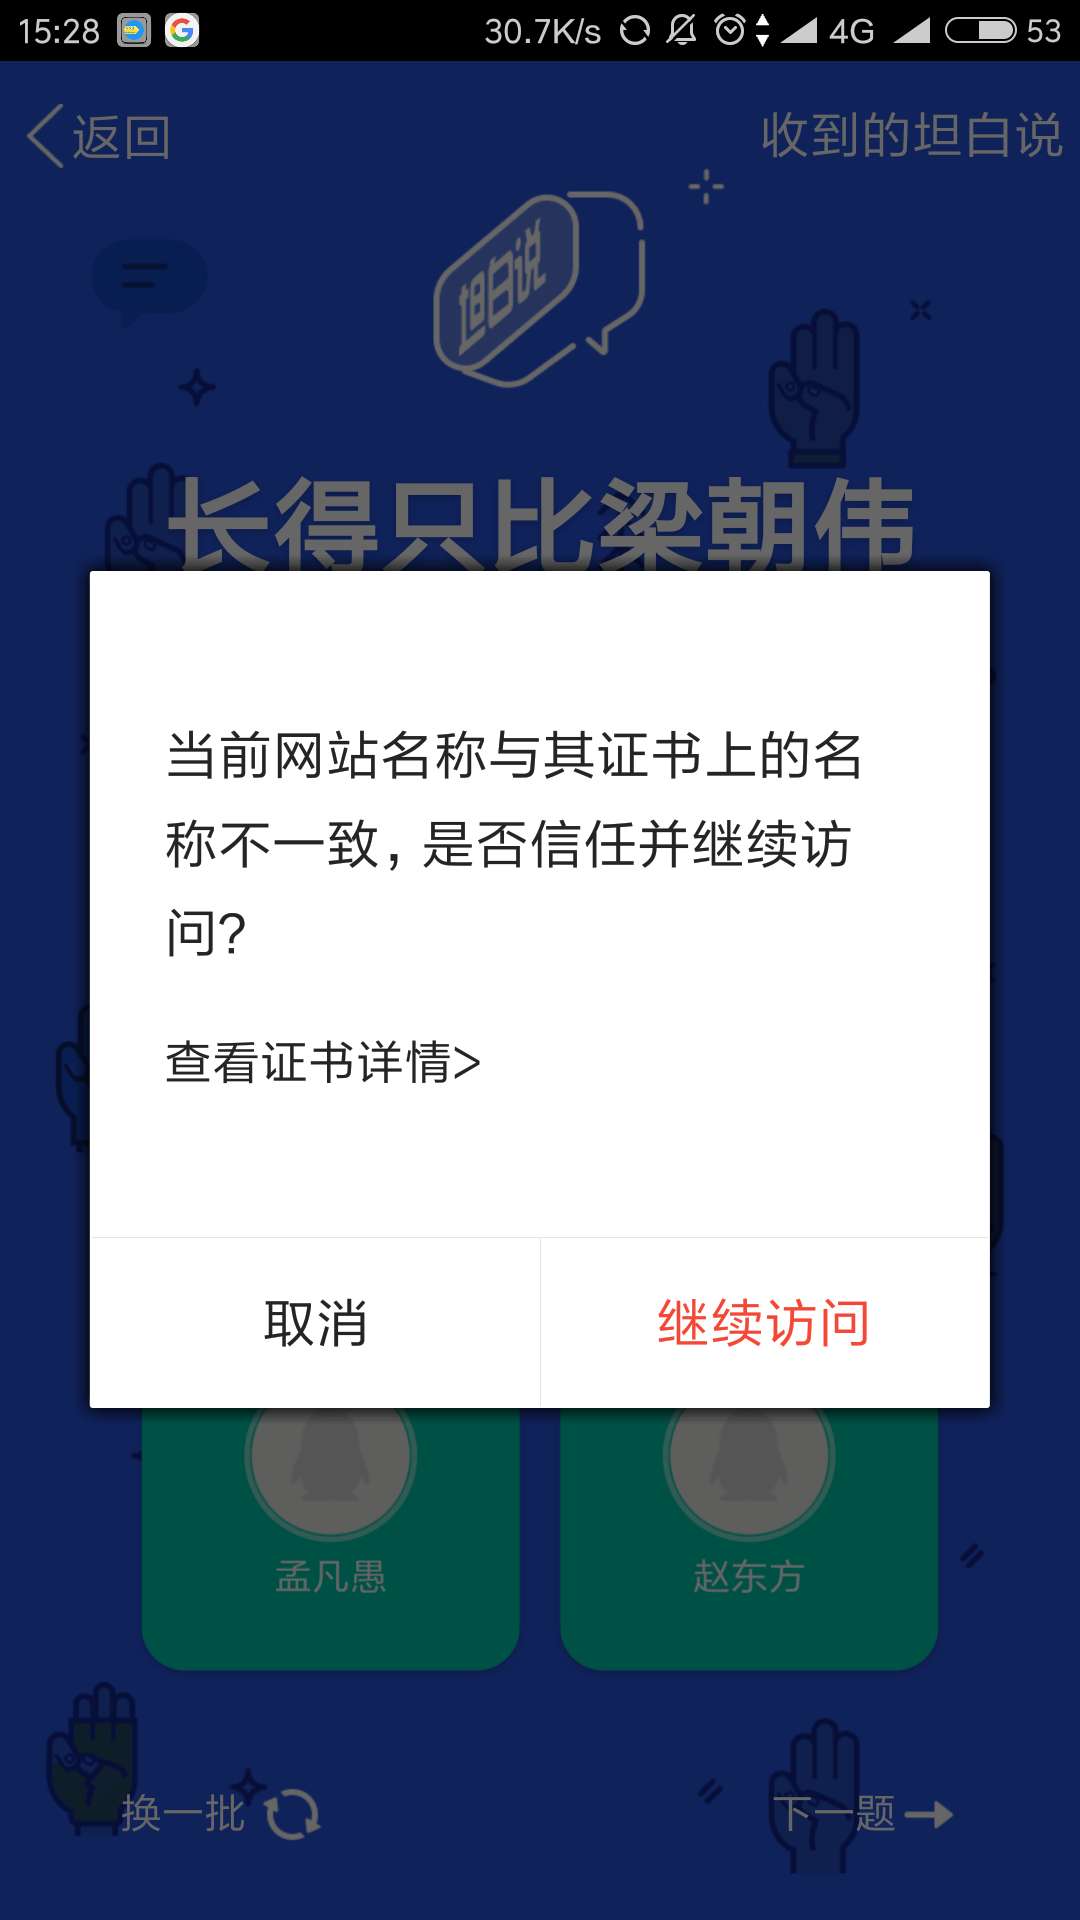 15:28
30.7K/s
4G
53
返回
收到的坦白说
坦白说
长得只比梁朝伟
当前网站名称与其证书上的名
称不一致，是否信任并继续访
问？
查看证书详情>
取消
继续访问
孟凡愚
赵东方
换一批
下一题